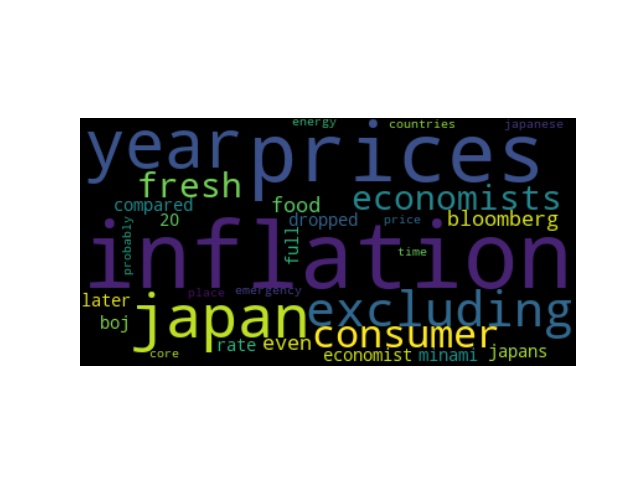 energy countries japanese
year prices
fresh economists
compared food
20 dropped price bloomberg
probably full
inflation
time
place emergency
later japan excluding
boj consumer
rate even
core economist minami japans